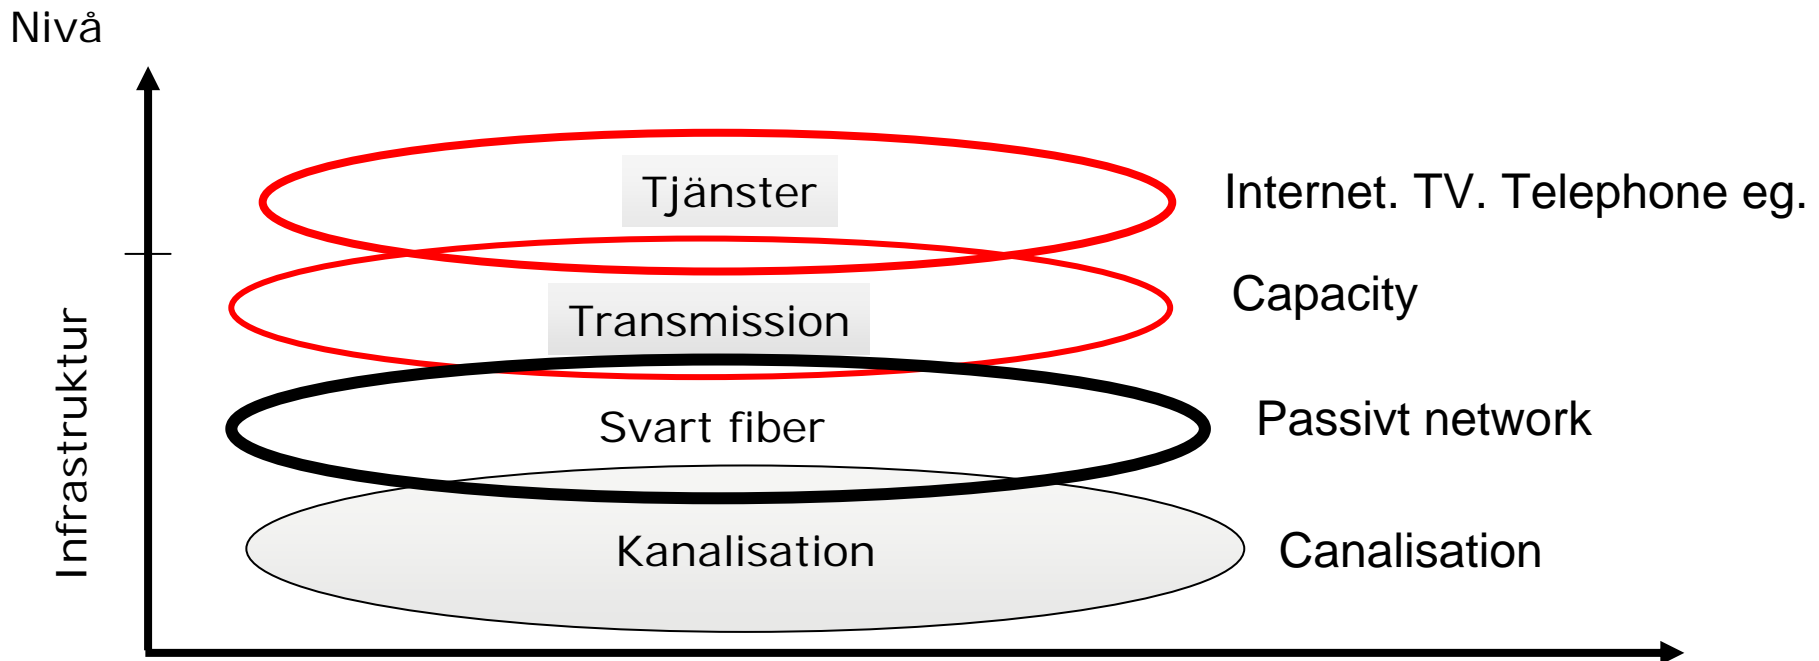 Nivå
Tjänster
Internet. TV. Telephone eg.
Transmission
Capacity
Infrastruktur
Svart fiber
Passivt network
Kanalisation
Canalisation